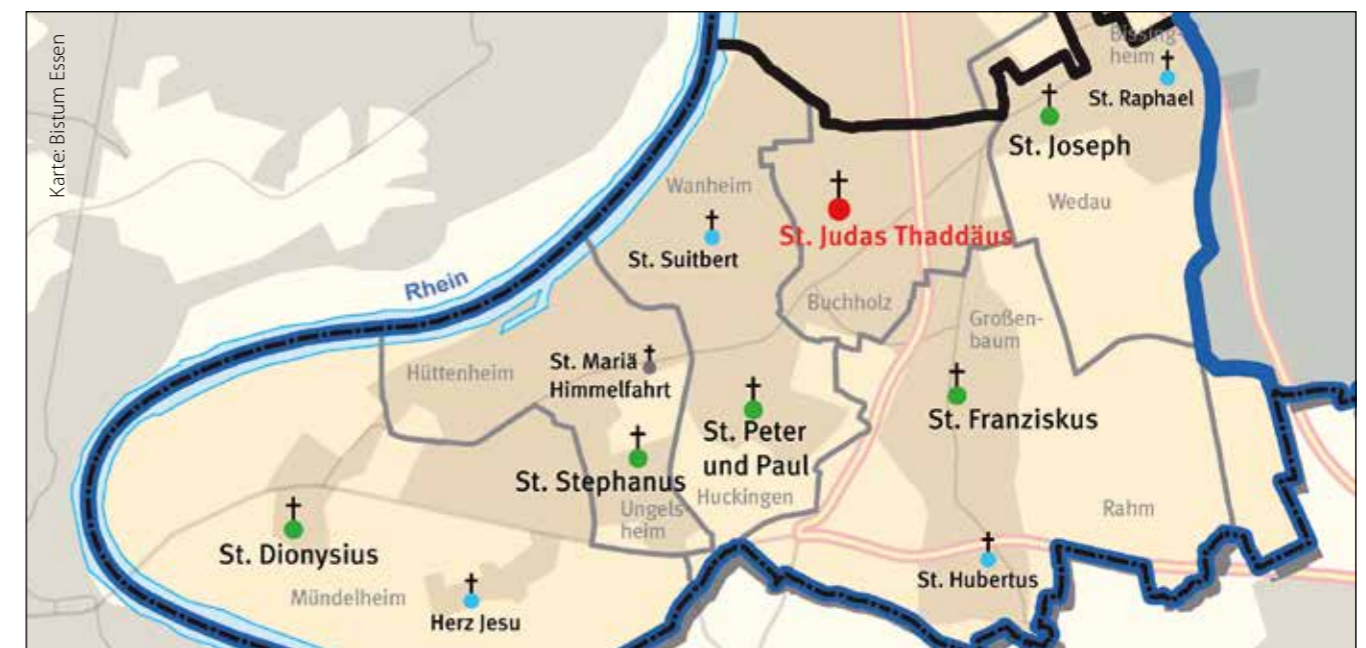 Karte: Bistum Essen
Bissing-
heim
St. Raphael
St. Joseph
Wedau
Wanheim
St. Judas Thaddäus
St. Suitbert
Rhein
Buchholz
Großen-
baum
St. Mariä
Himmelfahrt
Hüttenheim
St. Franziskus
St. Peter
und Paul
St. Stephanus
Huckingen
Ungels-
heim
Rahm
St. Dionysius
St. Hubertus
Mündelheim
Herz Jesu